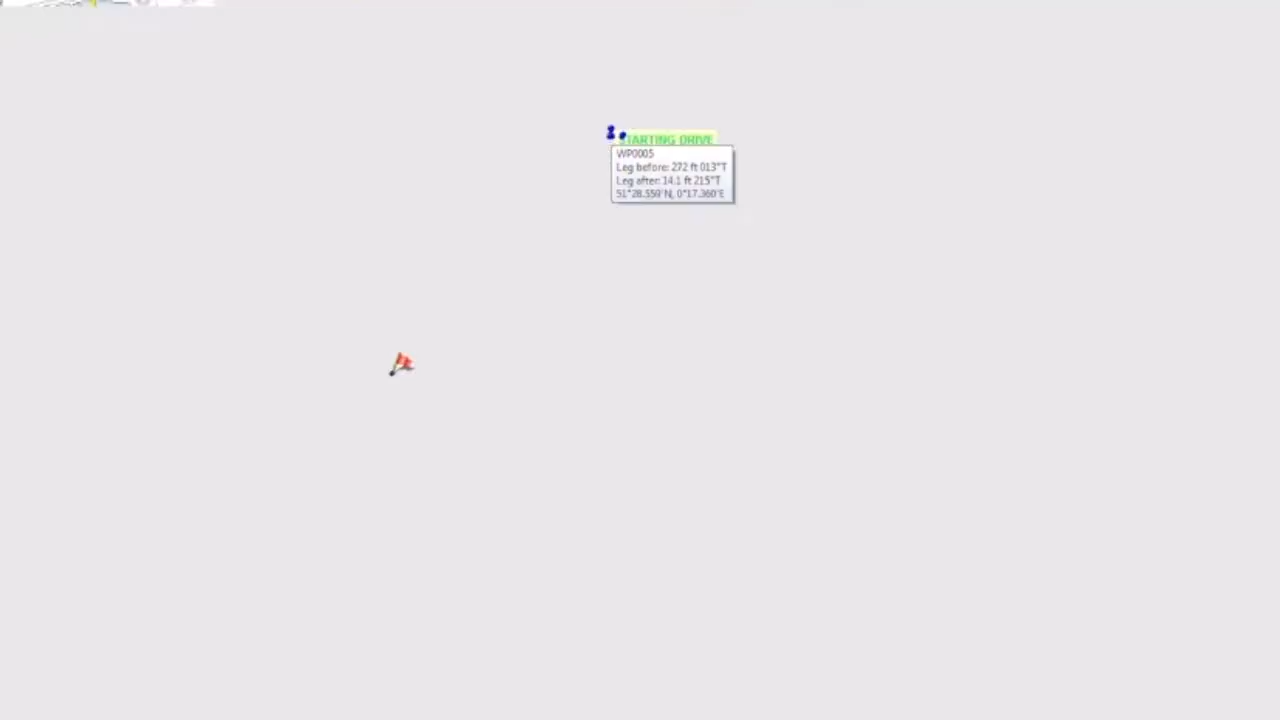 STARTING DRIVE
WP0005
Leg before: 272 ft 013°T
Leg after: 14.1 ft 215°T
51°28.550'N, 0°17.360'E